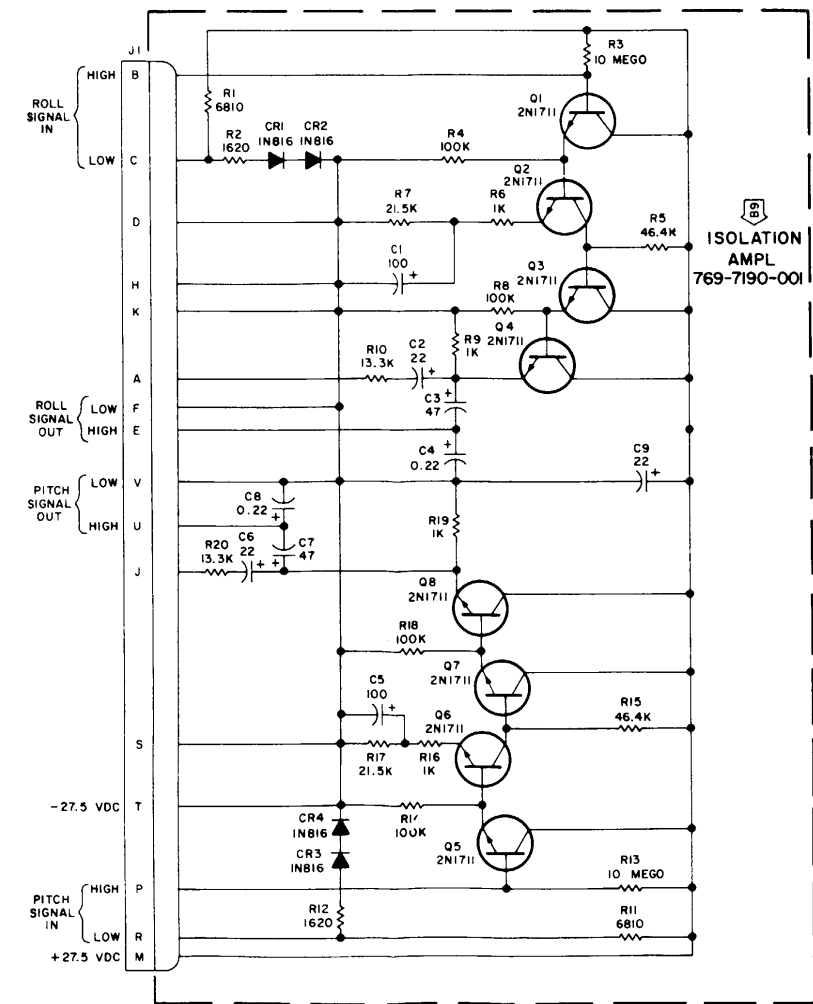 J1
HIGH B
ROLL
SIGNAL
IN
LOW C
D
H
K
A
ROLL
SIGNAL
OUT
LOW F
HIGH E
PITCH
SIGNAL
OUT
LOW V
HIGH U
J
S
-27.5 VDC T
PITCH
SIGNAL
IN
HIGH P
LOW R
+27.5 VDC M
R3
10 MEGO
R1
6810
Q1
2N1711
R2
1620
CR1
1N816
CR2
1N816
R4
100K
Q2
2N1711
R7
21.5K
R6
1K
R5
46.4K
B9
ISOLATION
AMPL
769-7190-001
C1
100
+
Q3
2N1711
R8
100K
Q4
2N1711
R9
1K
R10
13.3K
C2
22
+
+
C3
47
C4
0.22
+
C9
22
+
C8
0.22
+
R19
1K
R20
13.3K
C6
22
+
+
C7
47
Q8
2N1711
R18
100K
Q7
2N1711
C5
100
+
Q6
2N1711
R15
46.4K
R17
21.5K
R16
1K
CR4
1N816
100K
CR3
1N816
Q5
2N1711
R13
10 MEGO
R12
1620
R11
6810